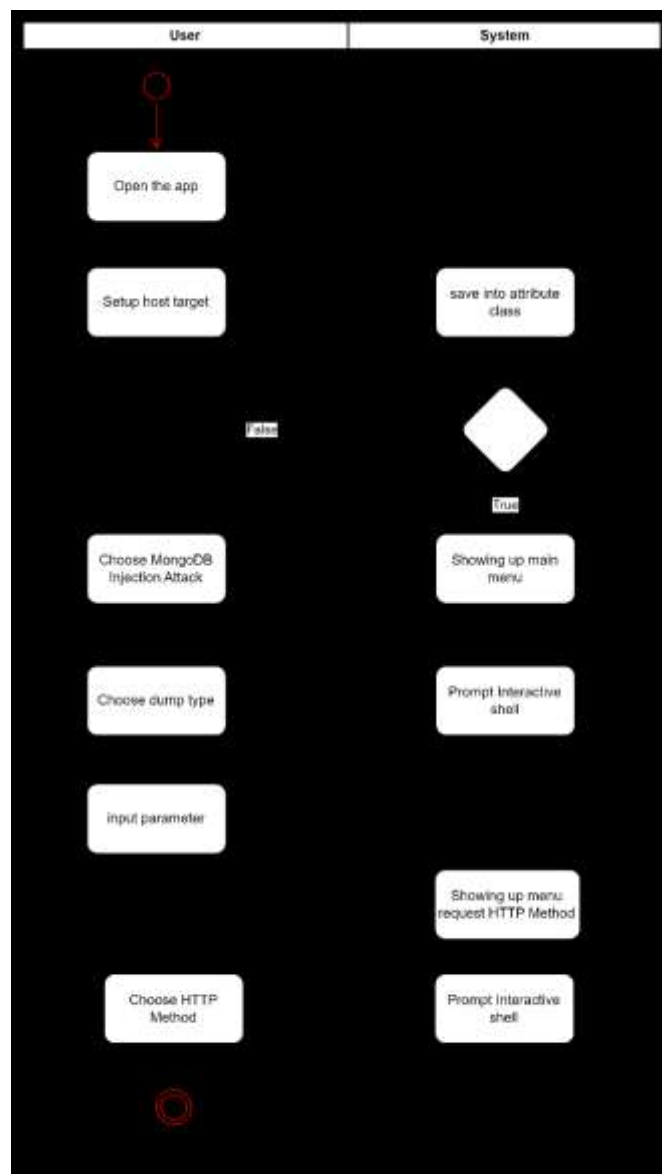 User
System
Open the app
Setup host target
save into attribute
class
False
True
Choose MongoDB
Injection Attack
Showing up main
menu
Choose dump type
Prompt Interactive
shell
input parameter
Showing up menu
request HTTP Method
Choose HTTP
Method
Prompt Interactive
shell